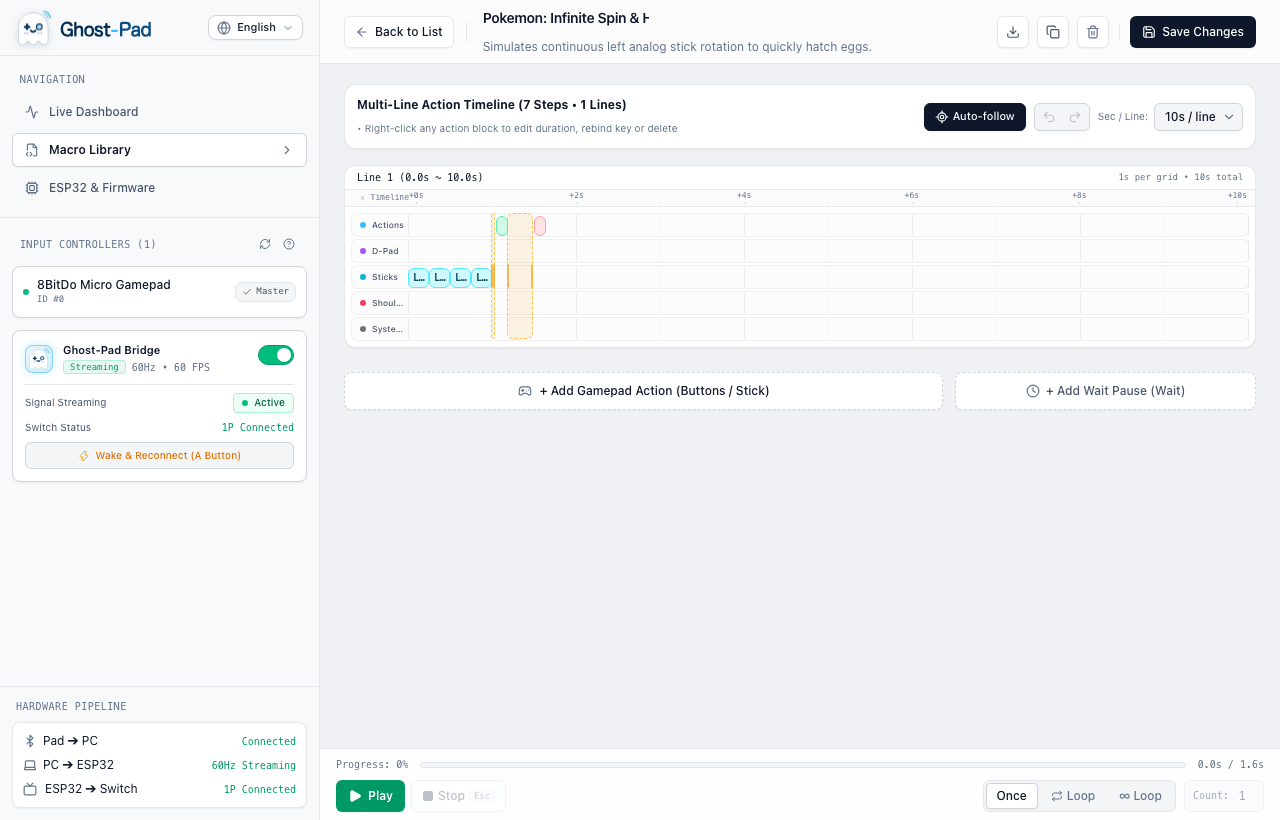 Ghost-Pad
English
NAVIGATION
Live Dashboard
Macro Library
ESP32 & Firmware
INPUT CONTROLLERS (1)
8BitDo Micro Gamepad
ID #0
Master
Ghost-Pad Bridge
Streaming 60Hz • 60 FPS
Signal Streaming
Active
Switch Status
1P Connected
Wake & Reconnect (A Button)
HARDWARE PIPELINE
Pad ➔ PC
Connected
PC ➔ ESP32
60Hz Streaming
ESP32 ➔ Switch
1P Connected
Back to List
Pokemon: Infinite Spin &
Simulates continuous left analog stick rotation to quickly hatch eggs.
Save Changes
Multi-Line Action Timeline (7 Steps • 1 Lines)
• Right-click any action block to edit duration, rebind key or delete
Auto-follow
Sec / Line:
10s / line
Line 1 (0.0s ~ 10.0s)
1s per grid • 10s total
Timeline +0s +2s +4s +6s +8s +10s
Actions
D-Pad
Sticks
L... L... L... L...
Shoul...
Syste...
+ Add Gamepad Action (Buttons / Stick)
+ Add Wait Pause (Wait)
Progress: 0%
0.0s / 1.6s
Play
Stop Esc
Once
Loop
∞ Loop
Count: 1